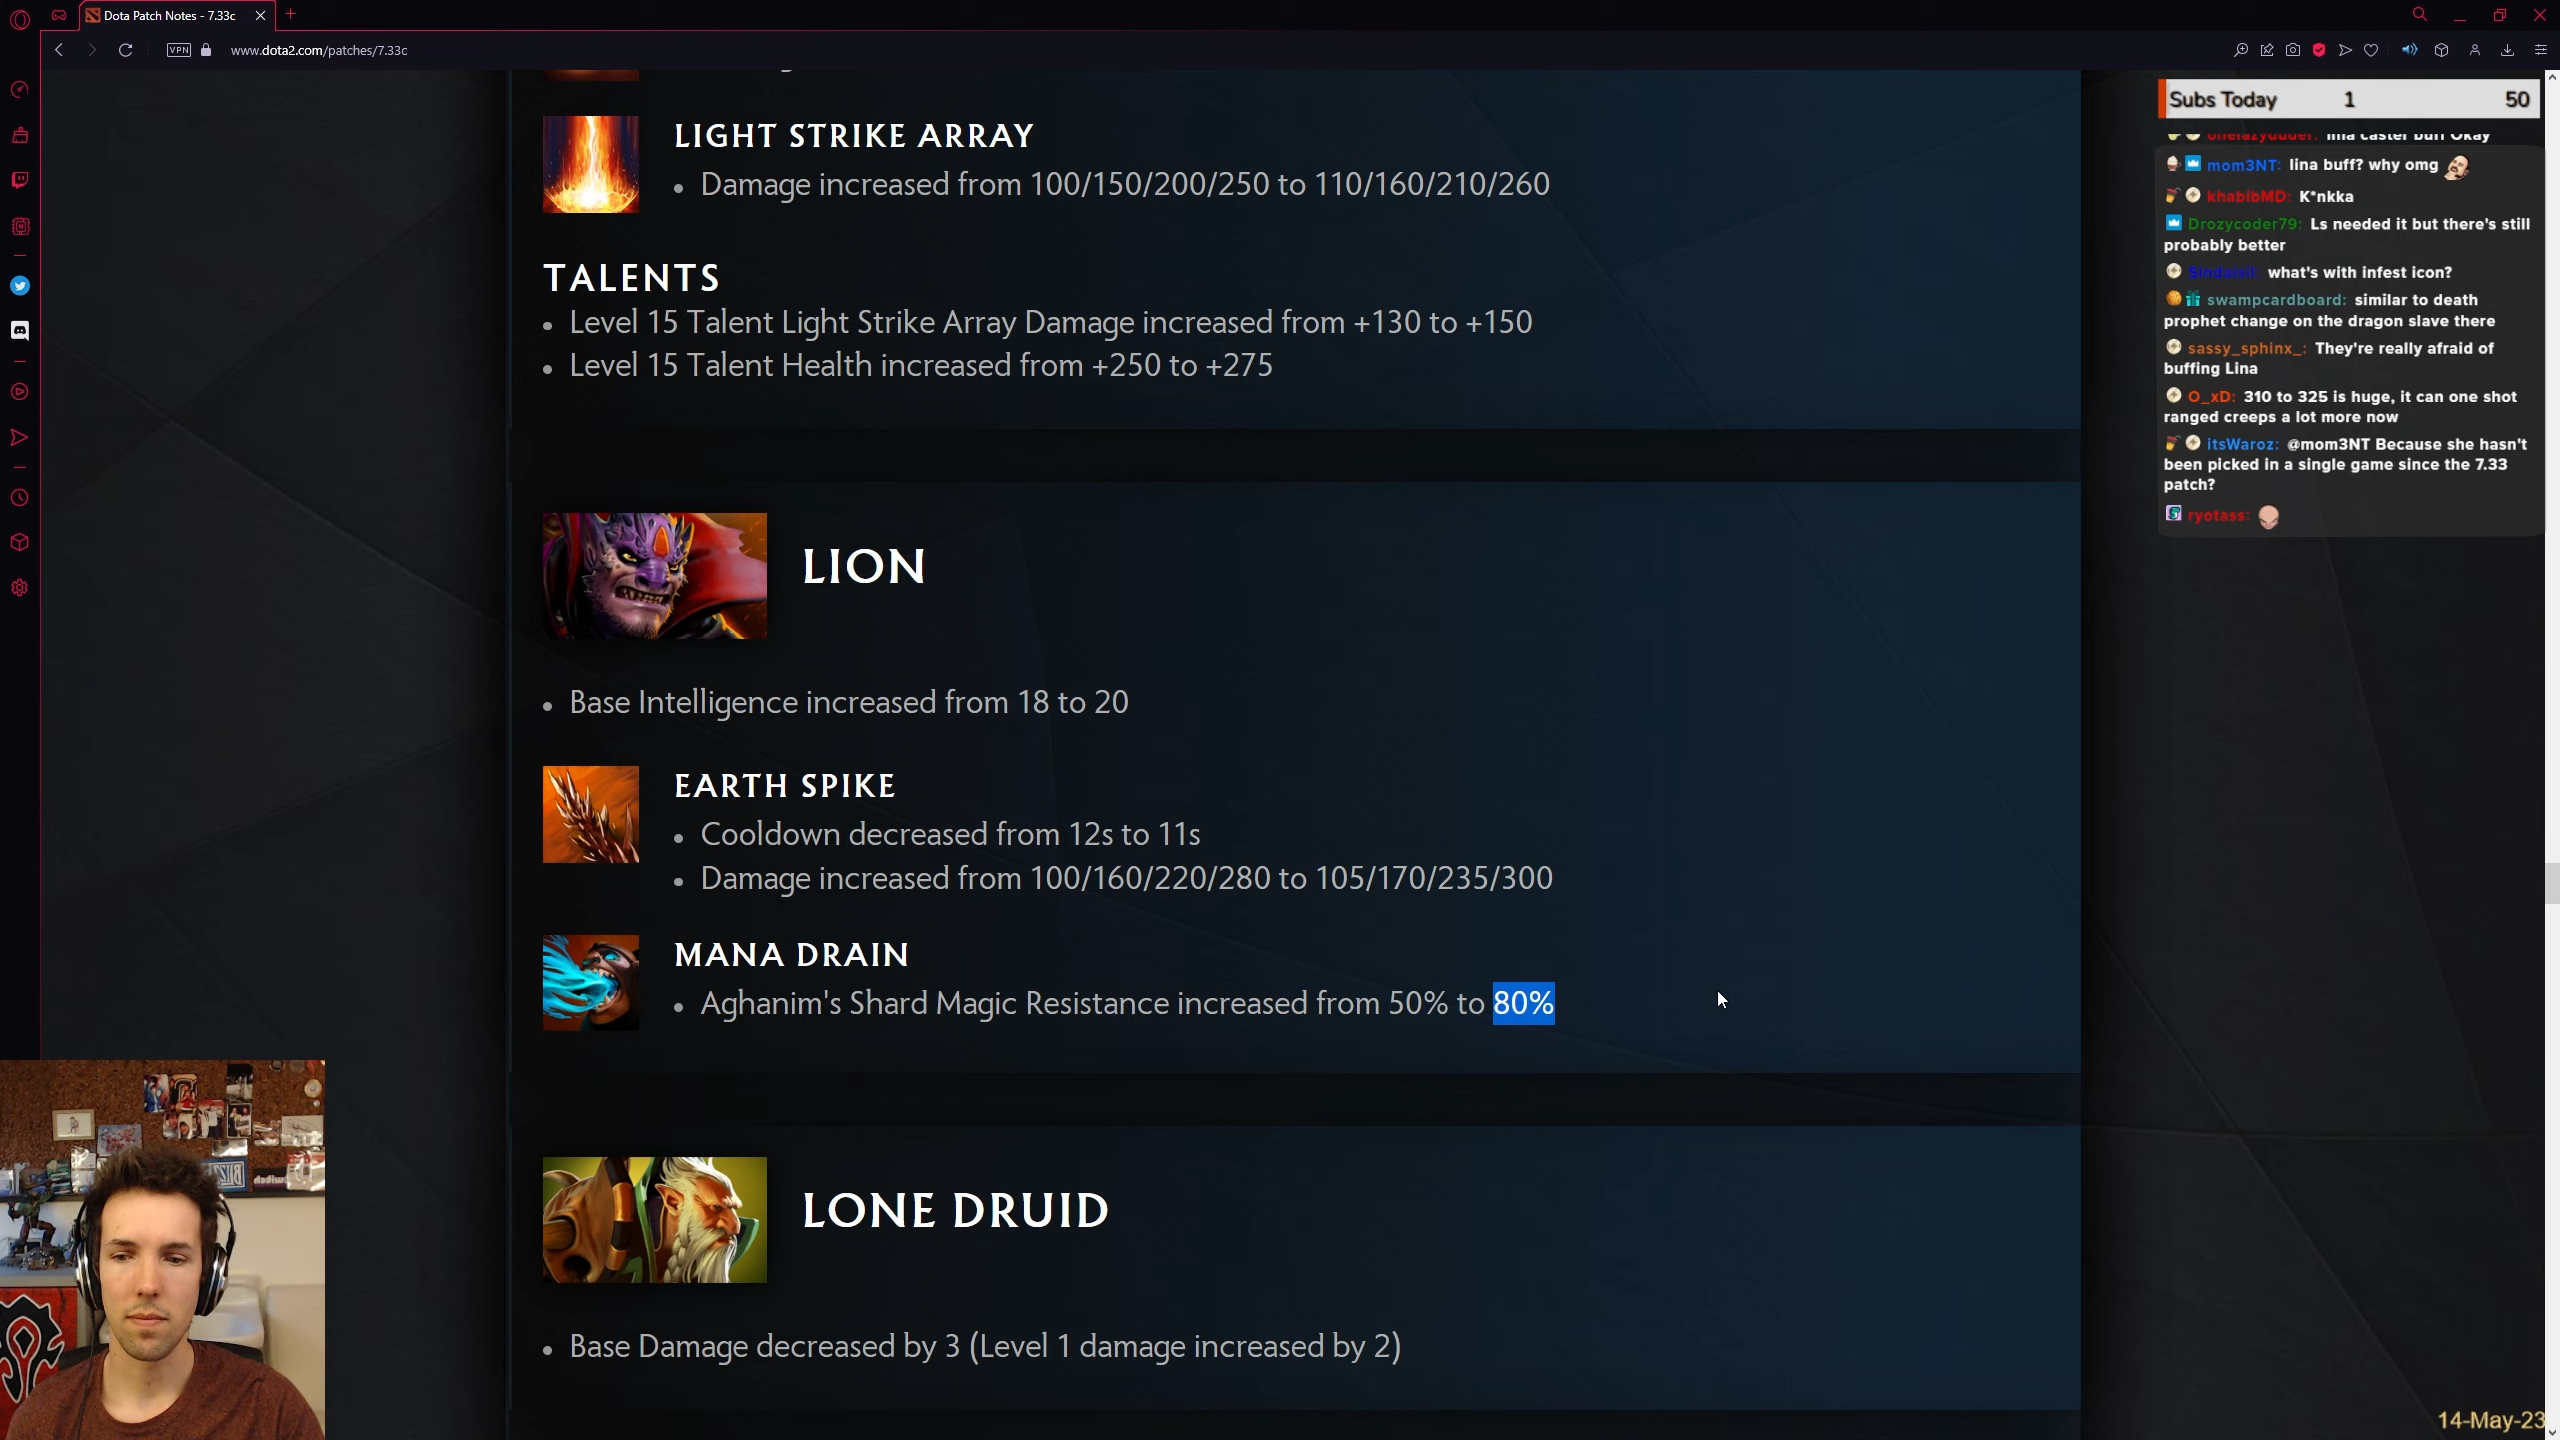 Dota Patch Notes - 7.33c
VPN
www.dota2.com/patches/7.33c
LIGHT STRIKE ARRAY
• Damage increased from 100/150/200/250 to 110/160/210/260
TALENTS
• Level 15 Talent Light Strike Array Damage increased from +130 to +150
• Level 15 Talent Health increased from +250 to +275
LION
• Base Intelligence increased from 18 to 20
EARTH SPIKE
• Cooldown decreased from 12s to 11s
• Damage increased from 100/160/220/280 to 105/170/235/300
MANA DRAIN
• Aghanim's Shard Magic Resistance increased from 50% to 80%
LONE DRUID
• Base Damage decreased by 3 (Level 1 damage increased by 2)
Subs Today 1 50
lina caster buff Okay
mom3NT: lina buff? why omg
khabibMD: K*nkka
Drozycoder79: Ls needed it but there's still
probably better
what's with infest icon?
swampcardboard: similar to death
prophet change on the dragon slave there
sassy_sphinx_: They're really afraid of
buffing Lina
O_xD: 310 to 325 is huge, it can one shot
ranged creeps a lot more now
itsWaroz: @mom3NT Because she hasn't
been picked in a single game since the 7.33
patch?
ryotass:
14-May-23